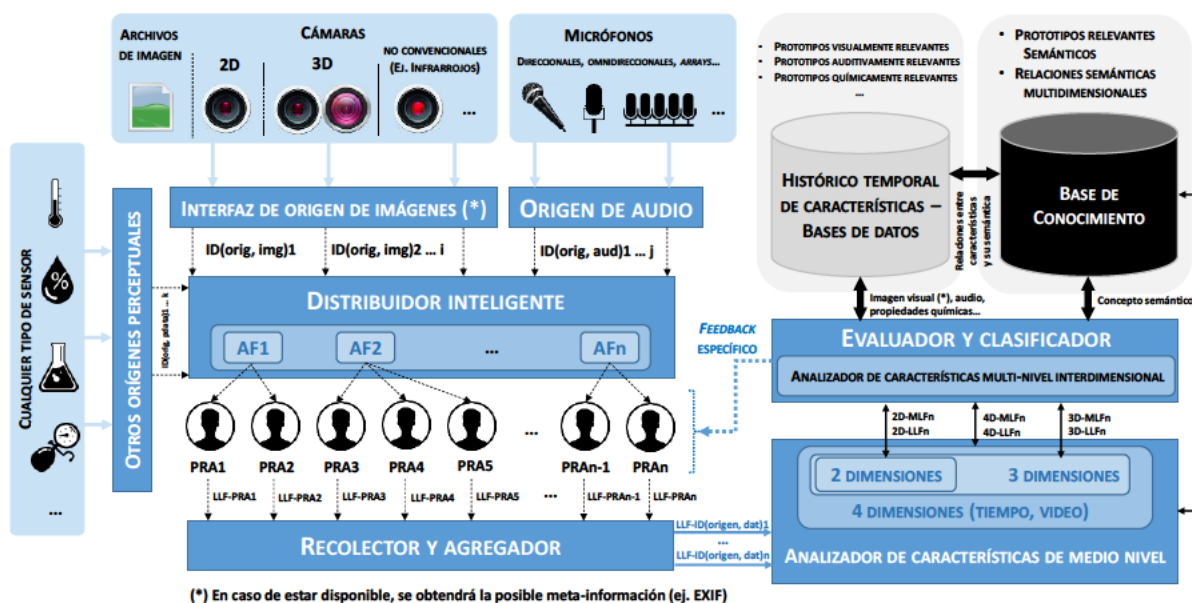 ARCHIVOS
DE IMAGEN
CÁMARAS
2D
3D
NO CONVENCIONALES
(EJ. INFRARROJOS)
...
MICRÓFONOS
DIRECCIONALES, OMNIDIRECCIONALES, ARRAYS...
...
- PROTOTIPOS VISUALMENTE RELEVANTES
- PROTOTIPOS AUDITIVAMENTE RELEVANTES
- PROTOTIPOS QUÍMICAMENTE RELEVANTES
...
• PROTOTIPOS RELEVANTES
SEMÁNTICOS
• RELACIONES SEMÁNTICAS
MULTIDIMENSIONALES
HISTÓRICO TEMPORAL
DE CARACTERÍSTICAS –
BASES DE DATOS
Relaciones entre
características
y su semántica
BASE DE
CONOCIMIENTO
CUALQUIER TIPO DE SENSOR
%
...
OTROS ORÍGENES PERCEPTUALES
INTERFAZ DE ORIGEN DE IMÁGENES (*)
ORIGEN DE AUDIO
ID(orig, img)1
ID(orig, img)2 ... i
ID(orig, aud)1 ... j
ID(orig, pdata)1 ... k
DISTRIBUIDOR INTELIGENTE
AF1
AF2
...
AFn
FEEDBACK
ESPECÍFICO
Imagen visual (*), audio,
propiedades químicas...
Concepto semántico
EVALUADOR Y CLASIFICADOR
ANALIZADOR DE CARACTERÍSTICAS MULTI-NIVEL INTERDIMENSIONAL
PRA1
PRA2
PRA3
PRA4
PRA5
...
PRAn-1
PRAn
LLF-PRA1
LLF-PRA2
LLF-PRA3
LLF-PRA4
LLF-PRA5
...
LLF-PRAn-1
LLF-PRAn
2D-MLFn
2D-LLFn
4D-MLFn
4D-LLFn
3D-MLFn
3D-LLFn
2 DIMENSIONES
3 DIMENSIONES
4 DIMENSIONES (TIEMPO, VIDEO)
ANALIZADOR DE CARACTERÍSTICAS DE MEDIO NIVEL
RECOLECTOR Y AGREGADOR
LLF-ID(origen, dat)1
...
LLF-ID(origen, dat)n
(*) En caso de estar disponible, se obtendrá la posible meta-información (ej. EXIF)